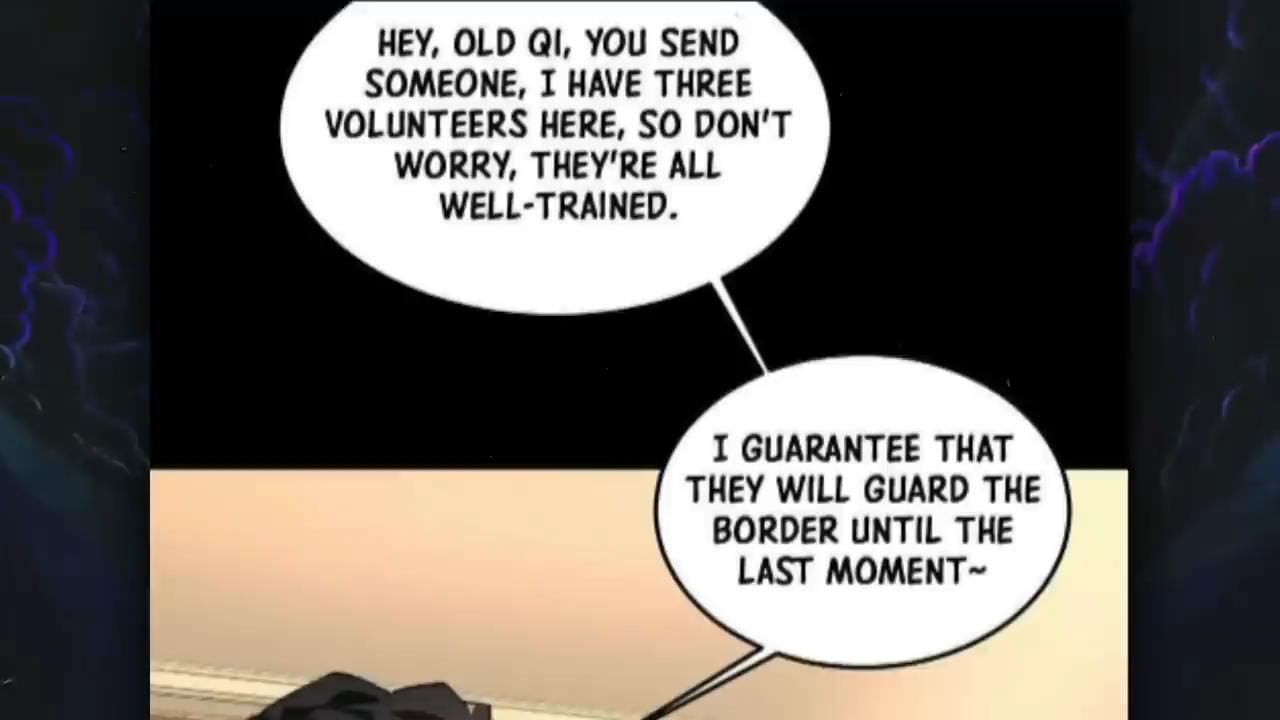 HEY, OLD QI, YOU SEND
SOMEONE, I HAVE THREE
VOLUNTEERS HERE, SO DON'T
WORRY, THEY'RE ALL
WELL-TRAINED.
I GUARANTEE THAT
THEY WILL GUARD THE
BORDER UNTIL THE
LAST MOMENT~